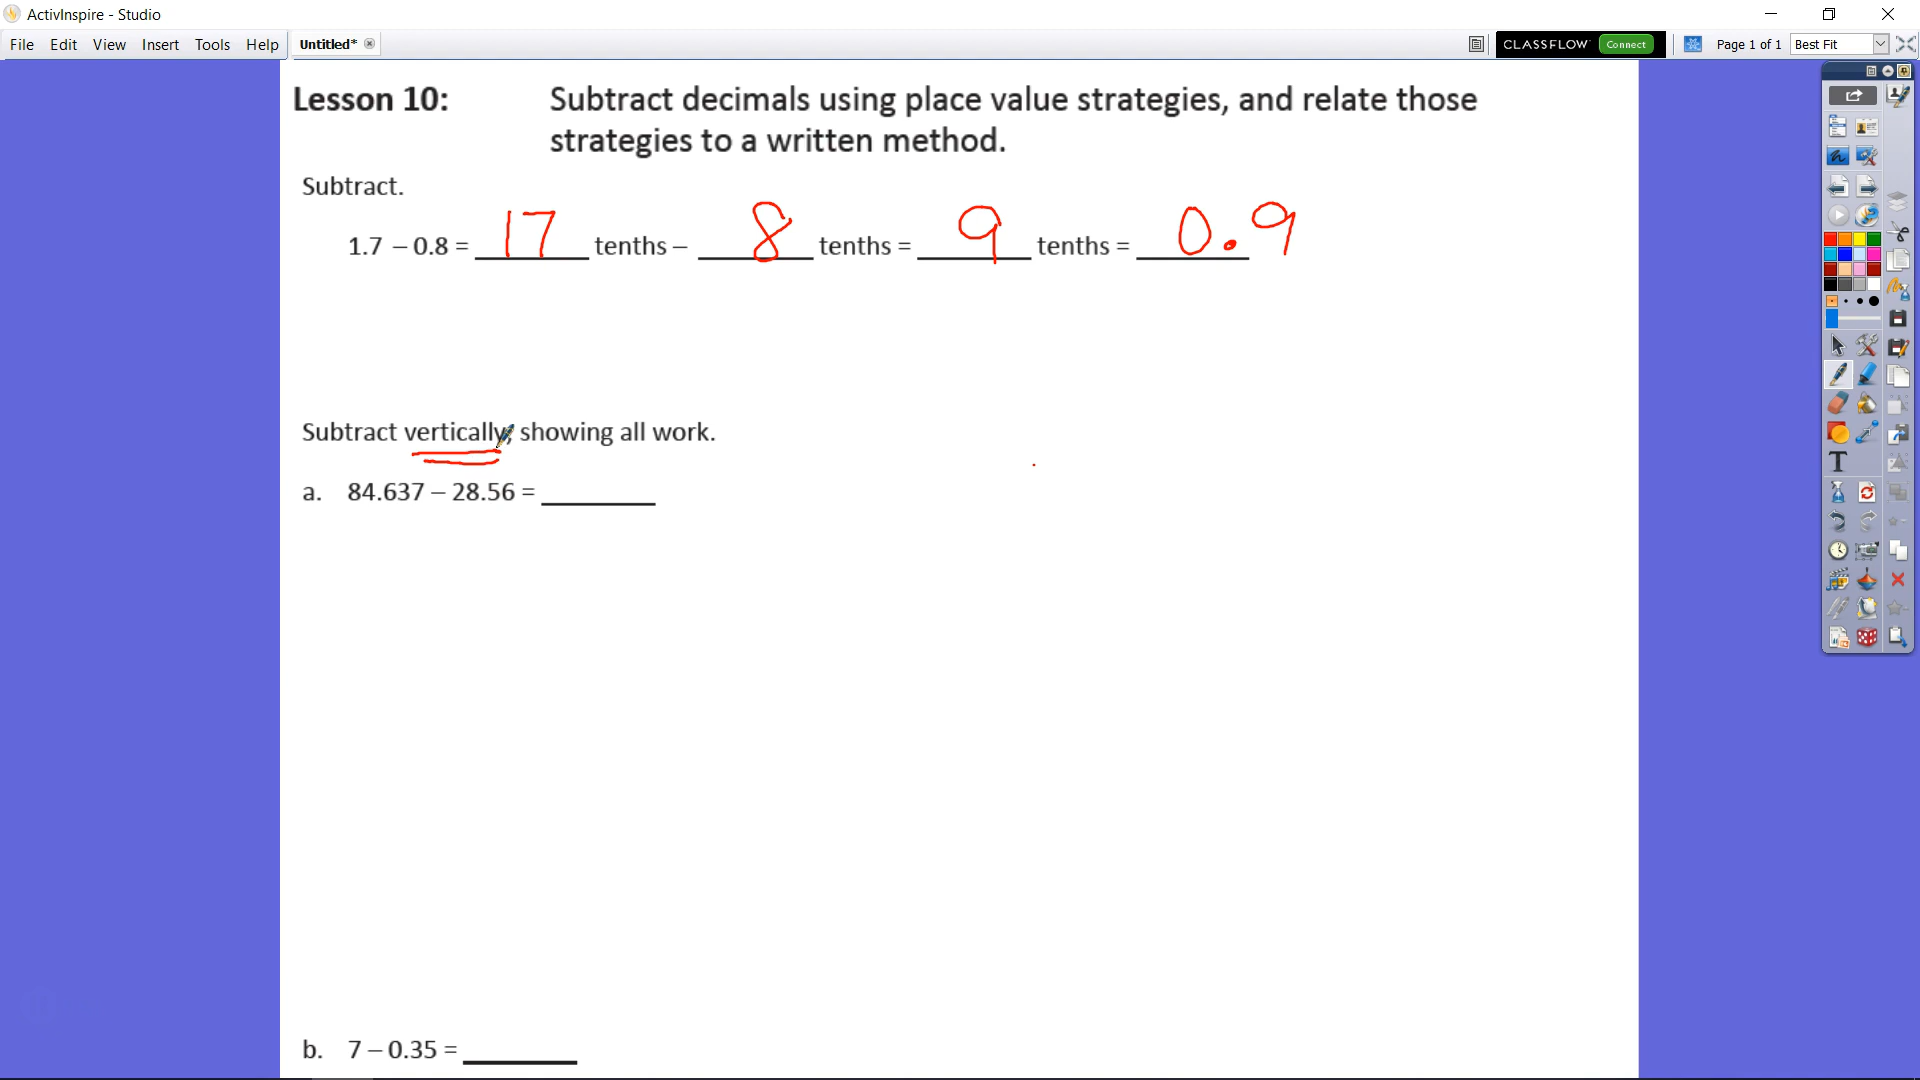 ActivInspire - Studio
File Edit View Insert Tools Help Untitled* CLASSFLOW Connect Page 1 of 1 Best Fit
Lesson 10: Subtract decimals using place value strategies, and relate those
strategies to a written method.
Subtract.
1.7 – 0.8 = 17 tenths – 8 tenths = 9 tenths = 0.9
Subtract vertically, showing all work.
a. 84.637 – 28.56 = ________
b. 7 – 0.35 = ________